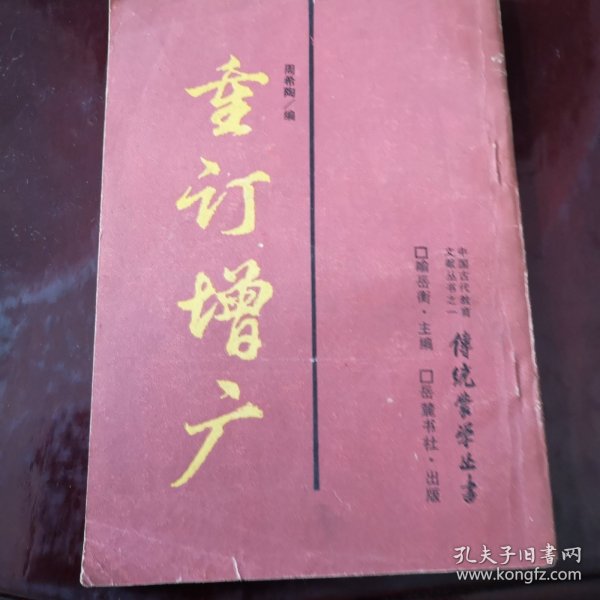 中国古代教育
文献丛书之一
传统蒙学丛书
□喻岳衡·主编 □岳麓书社·出版
周希陶/编
重订增广
孔夫子旧书网
www.kongfz.com